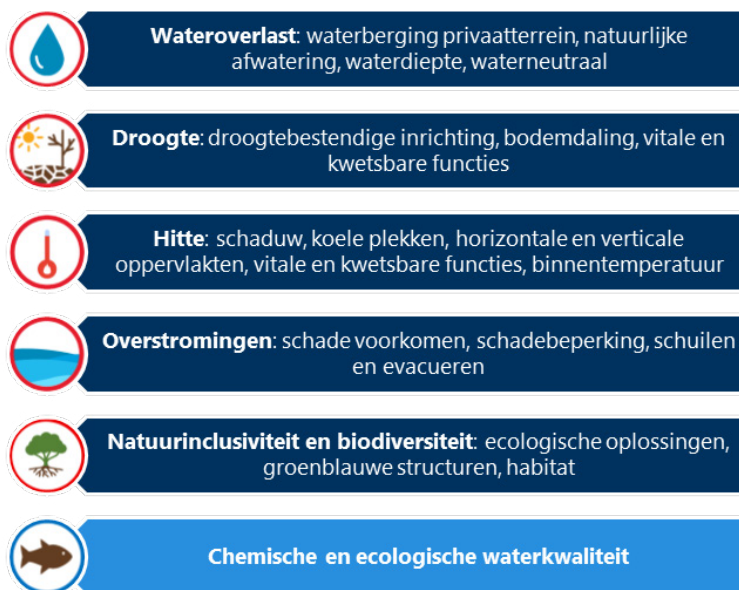 Wateroverlast: waterberging privaatterrein, natuurlijke
afwatering, waterdiepte, waterneutraal
Droogte: droogtebestendige inrichting, bodemdaling, vitale en
kwetsbare functies
Hitte: schaduw, koele plekken, horizontale en verticale
oppervlakten, vitale en kwetsbare functies, binnentemperatuur
Overstromingen: schade voorkomen, schadebeperking, schuilen
en evacueren
Natuurinclusiviteit en biodiversiteit: ecologische oplossingen,
groenblauwe structuren, habitat
Chemische en ecologische waterkwaliteit